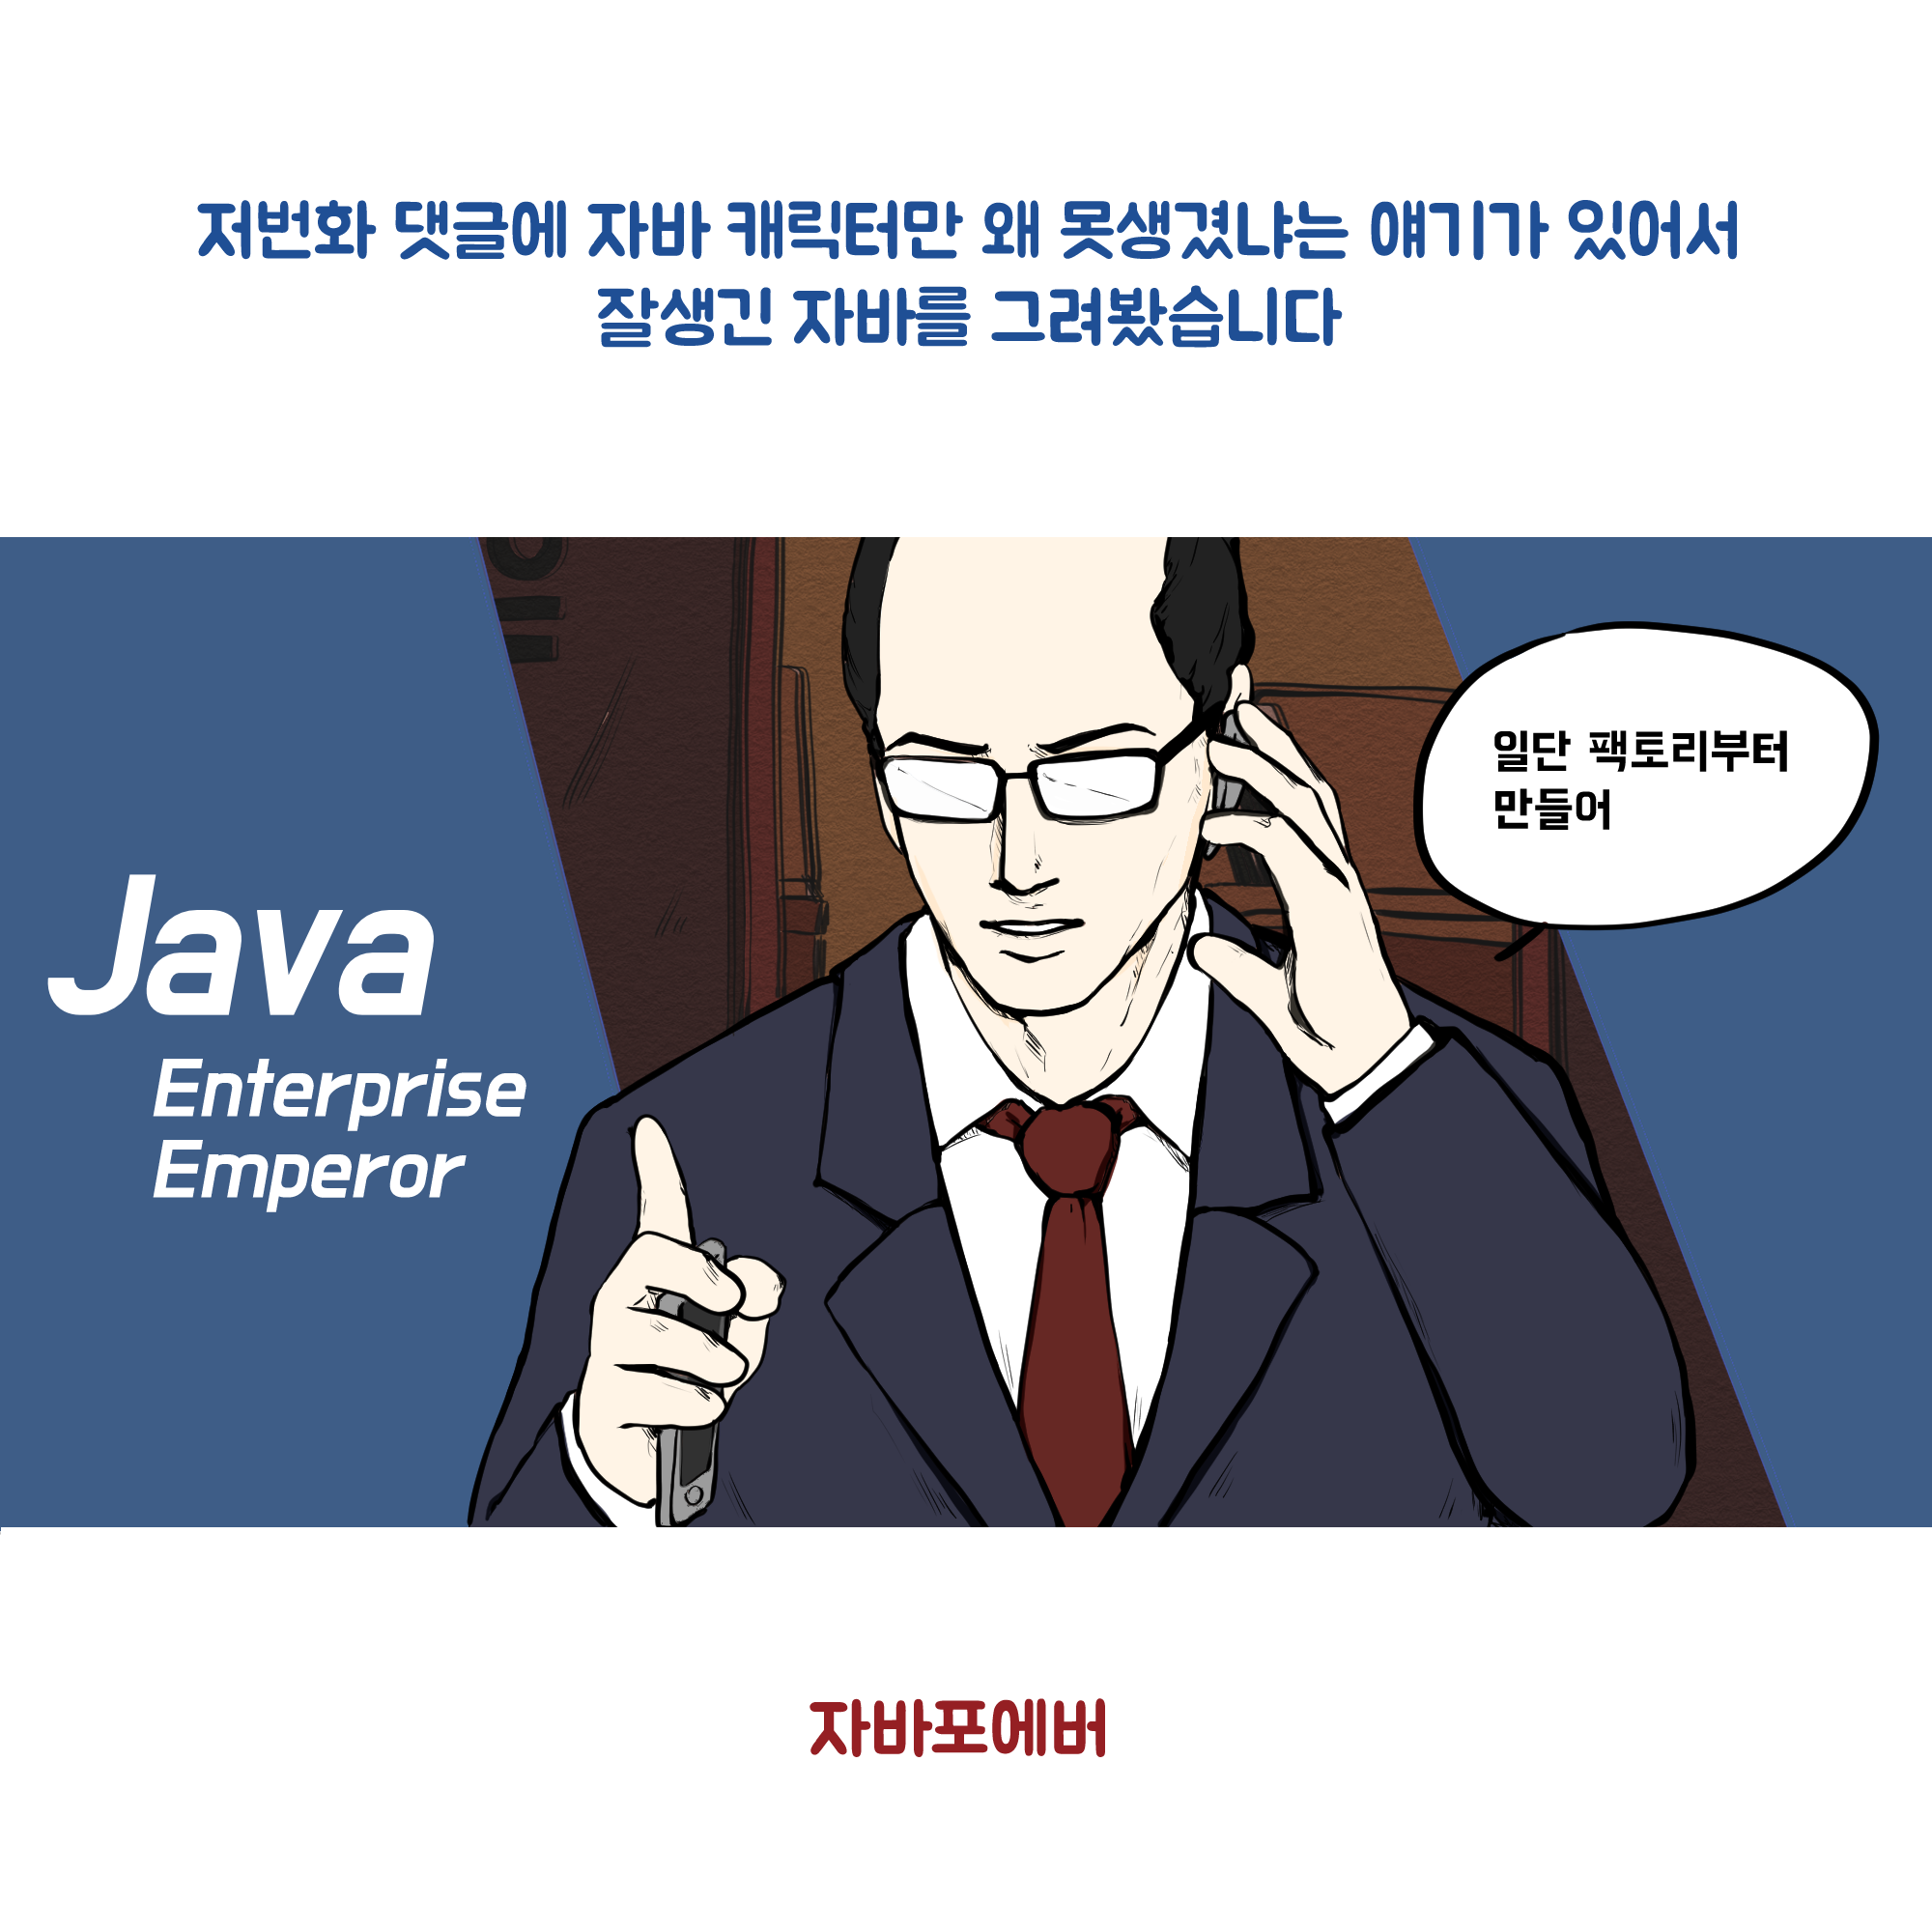 저번화 댓글에 자바 캐릭터만 왜 못생겼냐는 얘기가 있어서
잘생긴 자바를 그려봤습니다
일단 팩토리부터
만들어
Java
Enterprise
Emperor
자바포에버